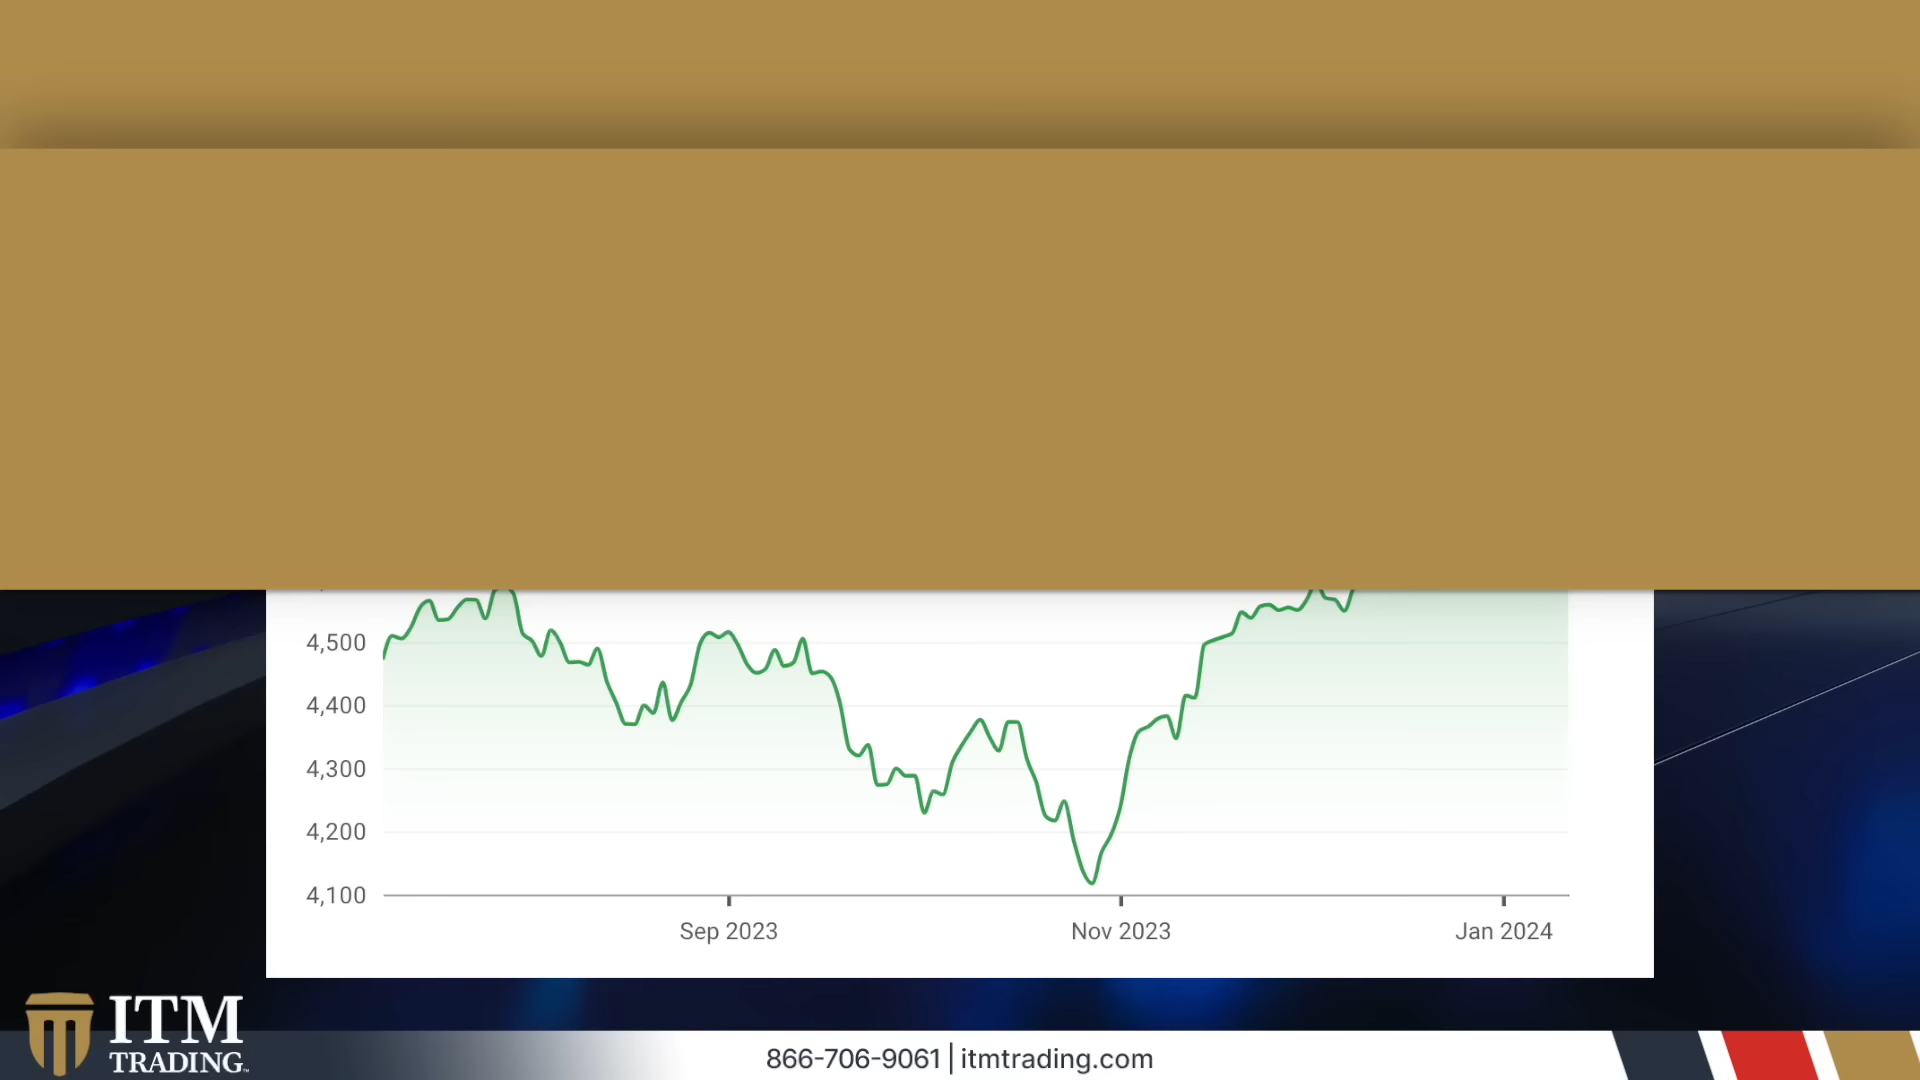 4,500
4,400
4,300
4,200
4,100
Sep 2023
Nov 2023
Jan 2024
ITM
TRADING™
866-706-9061 | itmtrading.com